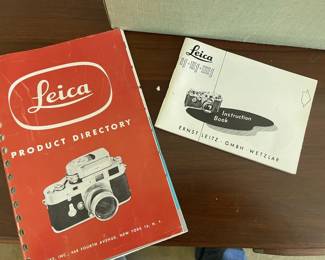 Leica
PRODUCT DIRECTORY
INC., 468 FOURTH AVENUE, NEW YORK 16, N. Y.
Leica
Instruction
Book
ERNST LEITZ · GMBH WETZLAR